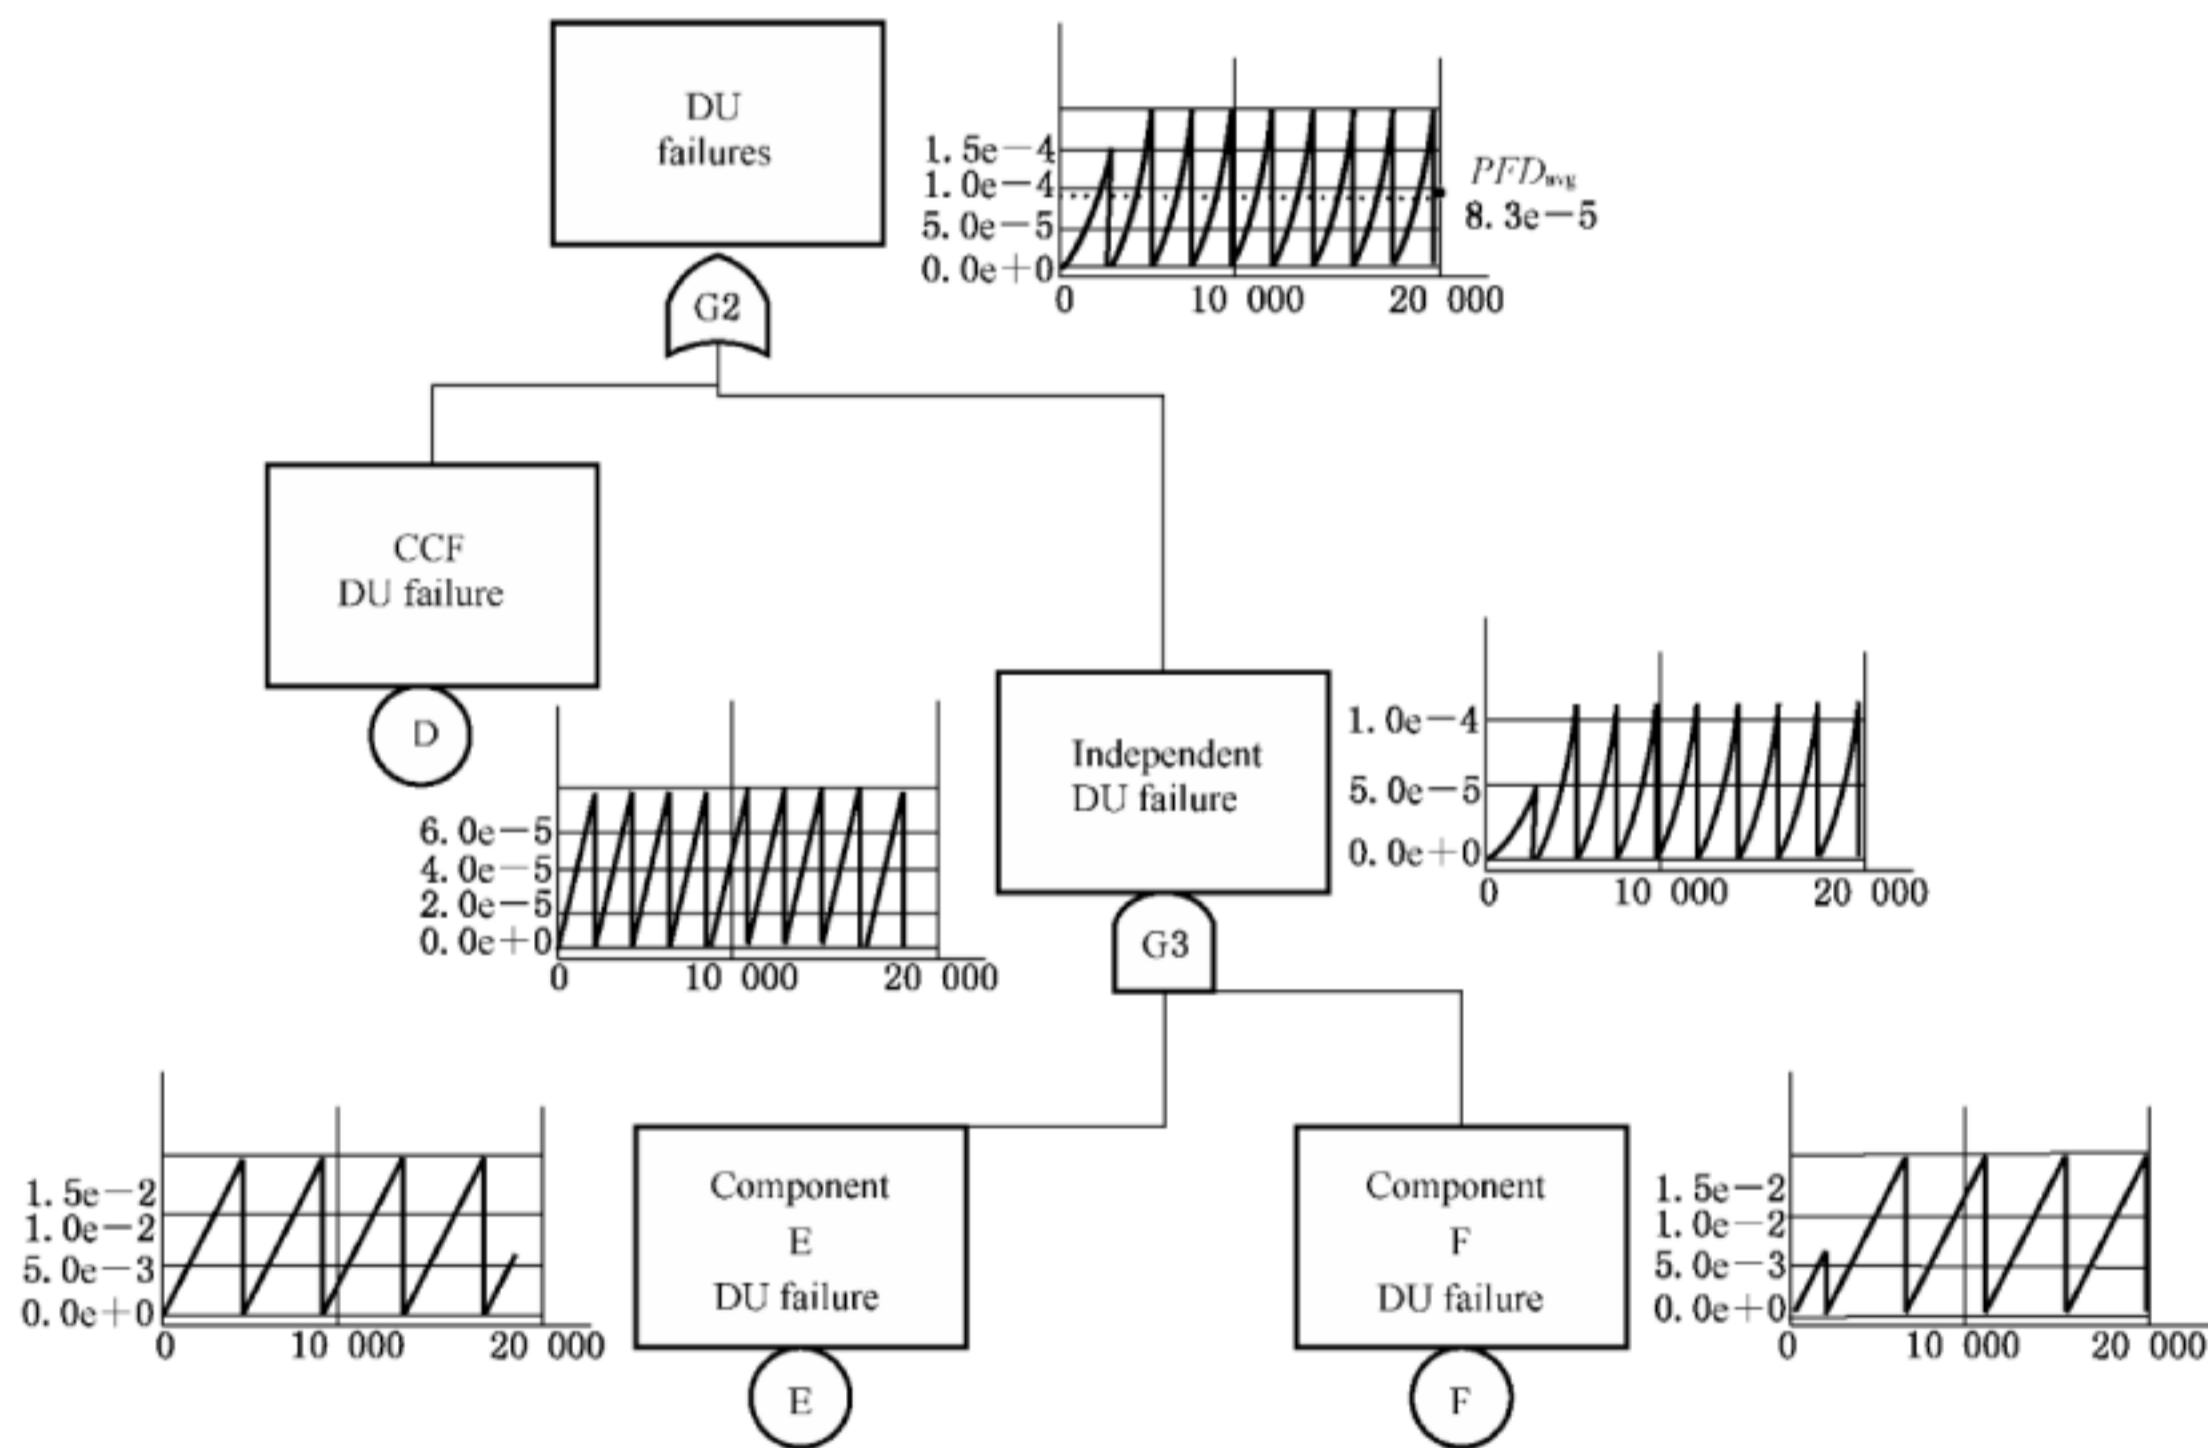 DU
failures
1.5e−4
1.0e−4
5.0e−5
0.0e+0
0
10 000
20 000
PFDavg
8.3e−5
G2
CCF
DU failure
D
6.0e−5
4.0e−5
2.0e−5
0.0e+0
0
10 000
20 000
Independent
DU failure
1.0e−4
5.0e−5
0.0e+0
0
10 000
20 000
G3
1.5e−2
1.0e−2
5.0e−3
0.0e+0
0
10 000
20 000
Component
E
DU failure
E
Component
F
DU failure
F
1.5e−2
1.0e−2
5.0e−3
0.0e+0
0
10 000
20 000